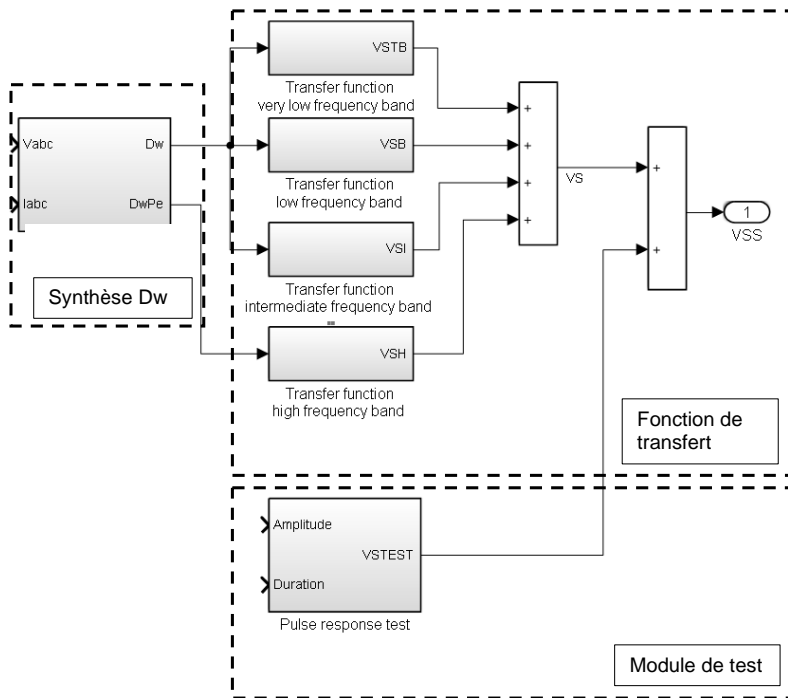 VSTB
Transfer function
very low frequency band
Vabc
Dw
VSB
Iabc
DwPe
Transfer function
low frequency band
VSI
Transfer function
intermediate frequency band
VSH
Transfer function
high frequency band
Synthèse Dw
+
+
+
+
VS
+
+
1
VSS
Fonction de
transfert
Amplitude
VSTEST
Duration
Pulse response test
Module de test